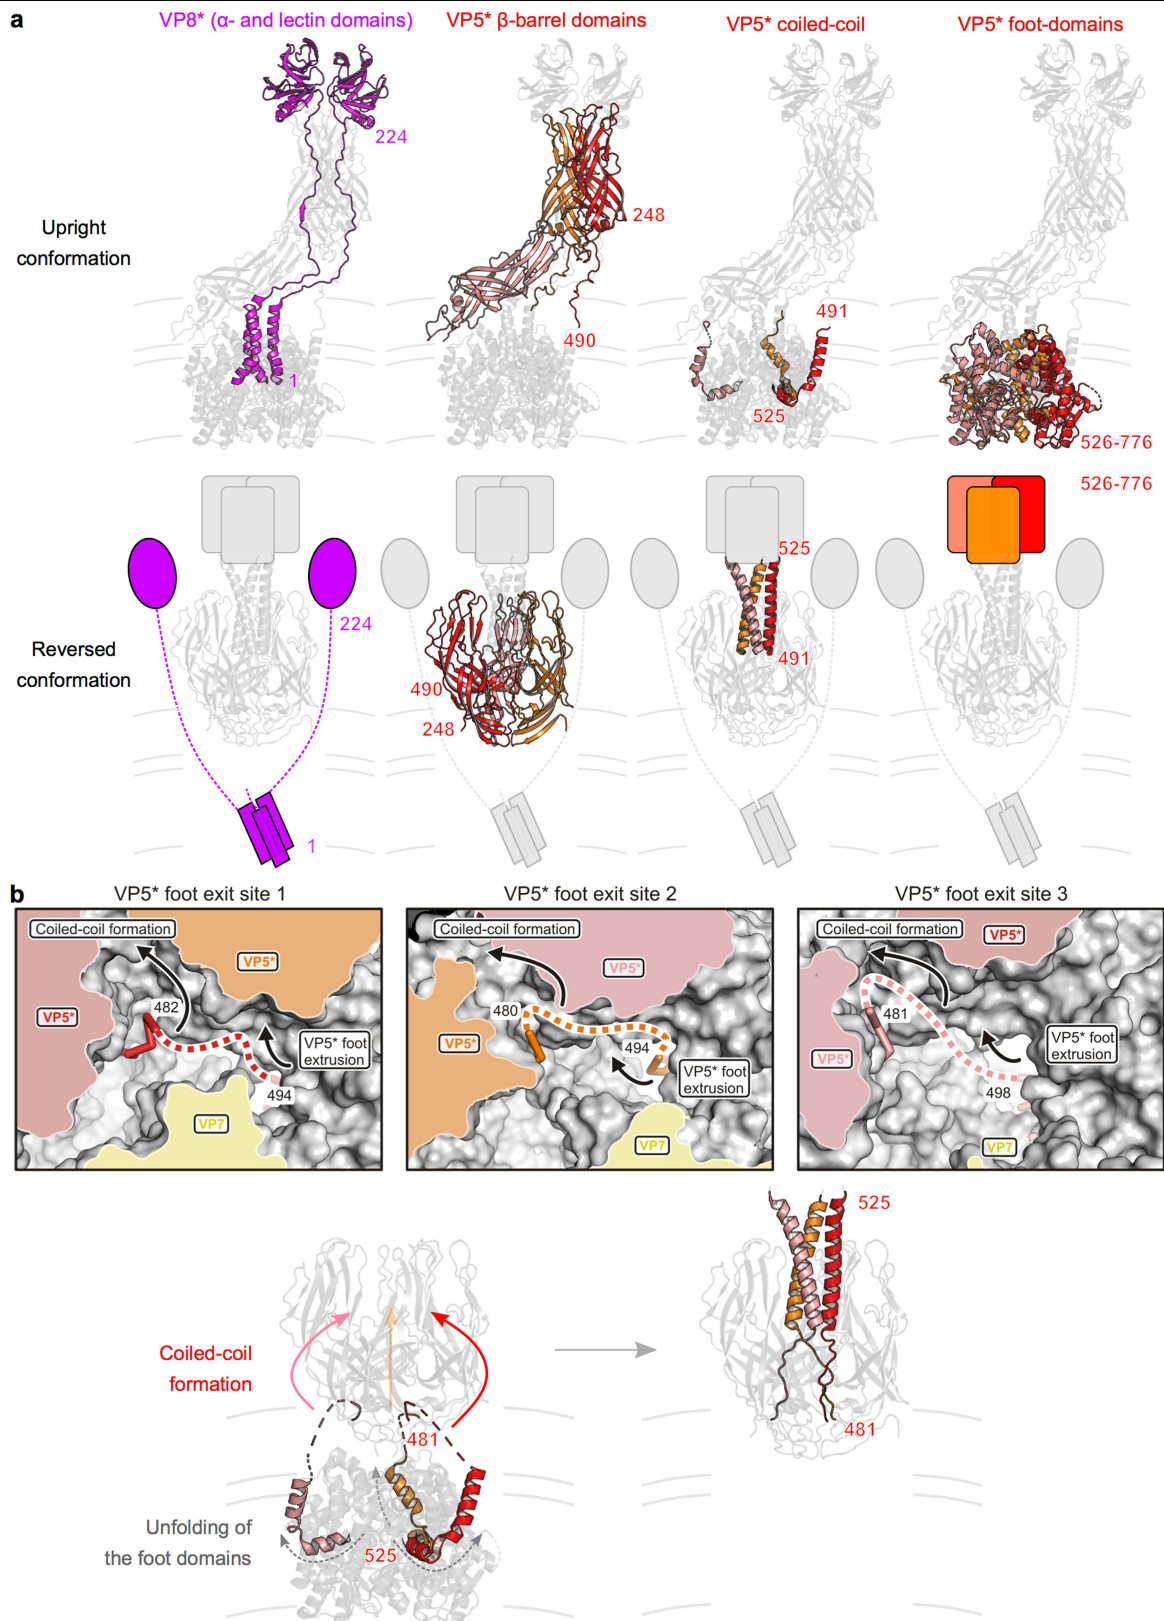 a
VP8* (α- and lectin domains)
VP5* β-barrel domains
VP5* coiled-coil
VP5* foot-domains
224
Upright
conformation
248
490
491
1
525
526-776
526-776
525
224
Reversed
conformation
491
490
248
1
b
VP5* foot exit site 1
VP5* foot exit site 2
VP5* foot exit site 3
Coiled-coil formation
VP5*
482
VP5*
VP5* foot
extrusion
494
VP7
Coiled-coil formation
VP5*
480
VP5*
494
VP5* foot
extrusion
VP7
Coiled-coil formation
VP5*
481
VP5*
VP5* foot
extrusion
498
VP7
525
Coiled-coil
formation
481
481
Unfolding of
the foot domains
525